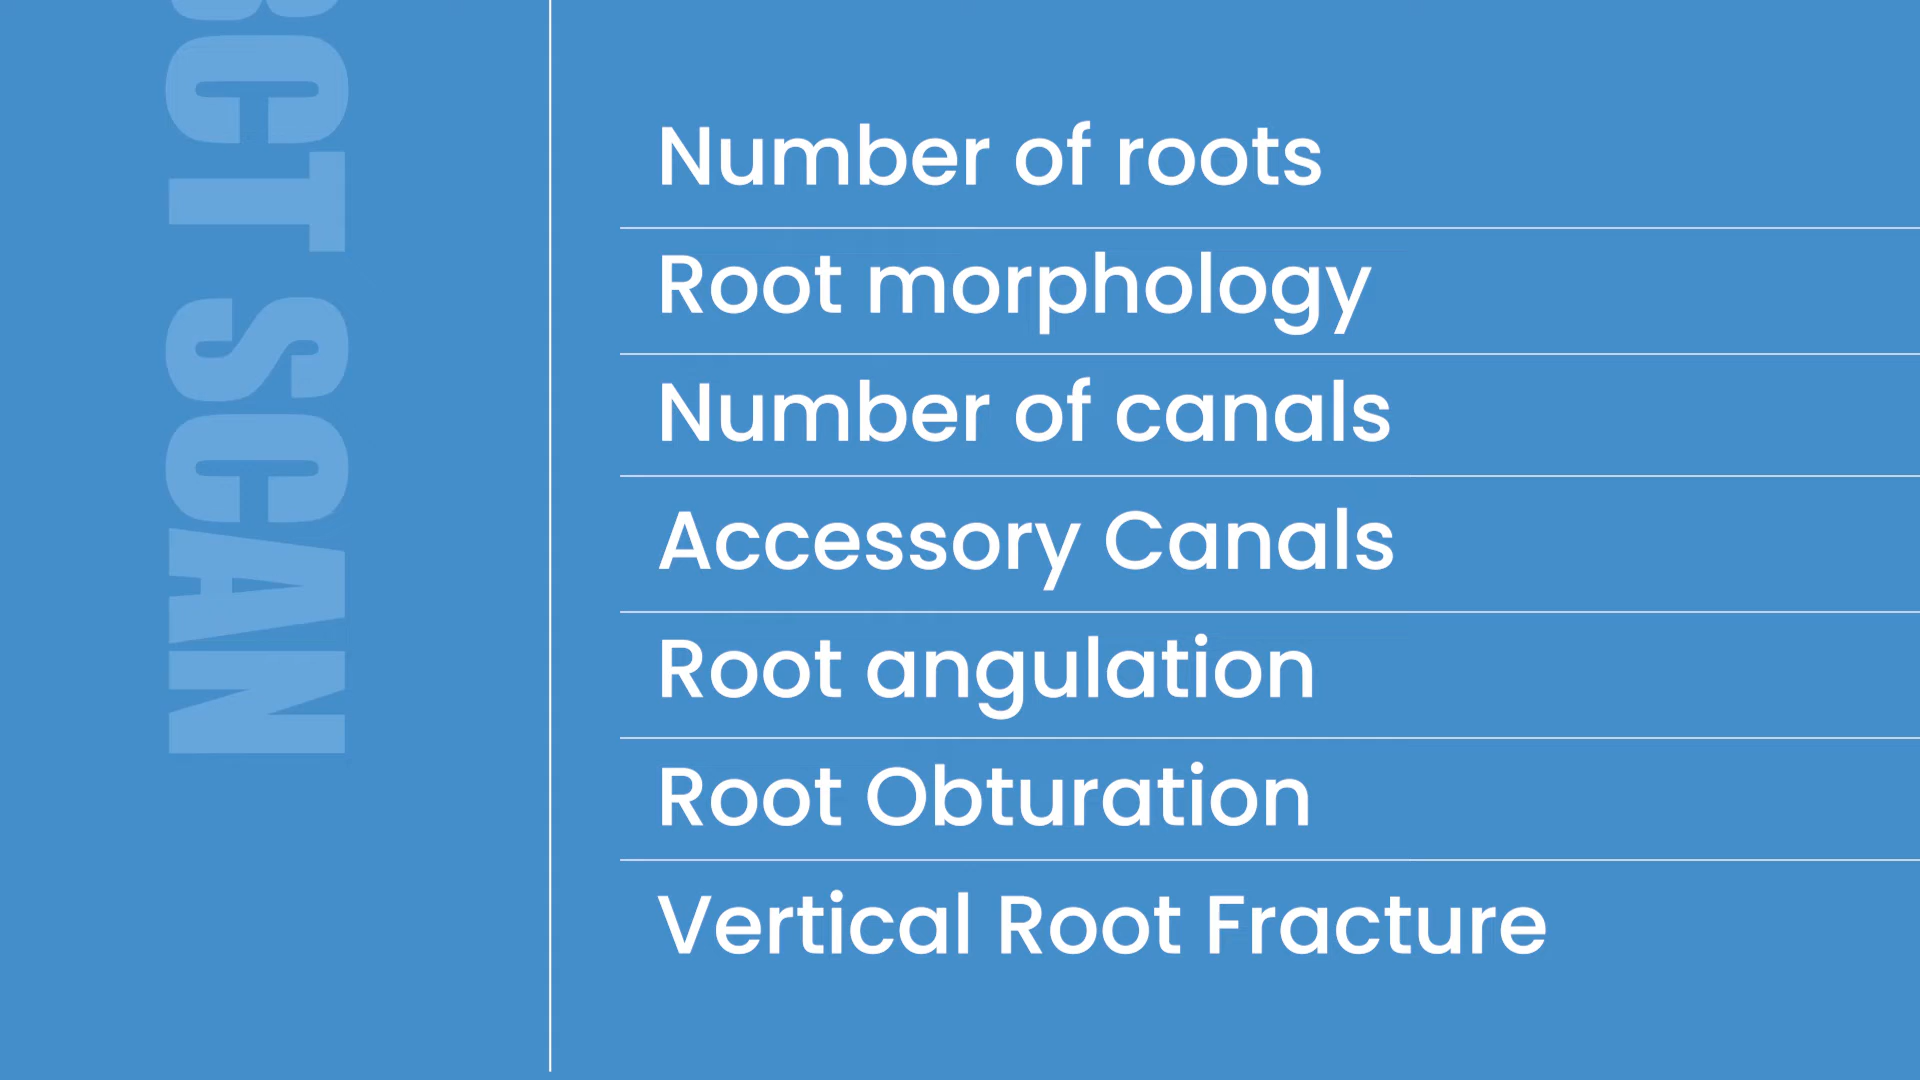 CT SCAN
Number of roots
Root morphology
Number of canals
Accessory Canals
Root angulation
Root Obturation
Vertical Root Fracture